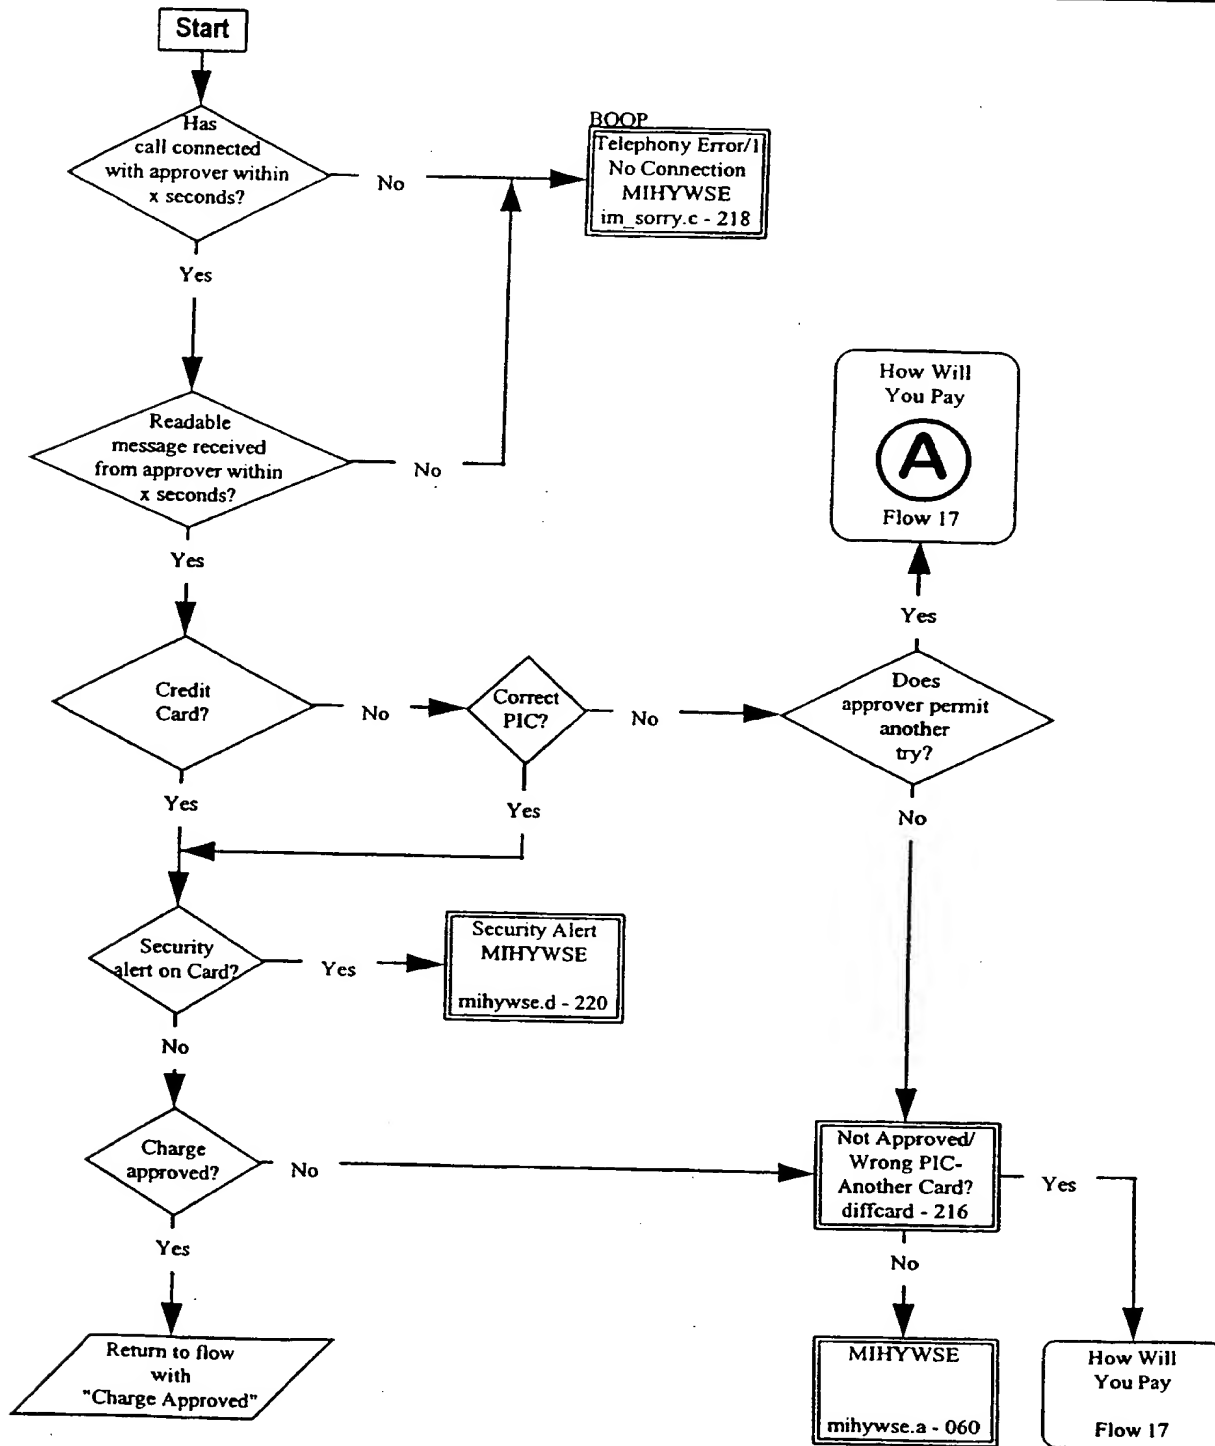 Start
Has
call connected
with approver within
x seconds?
No
BOOP
Telephony Error/1
No Connection
MIHYWSE
im_sorry.c - 218
Yes
Readable
message received
from approver within
x seconds?
No
How Will
You Pay
A
Flow 17
Yes
Yes
Credit
Card?
No
Correct
PIC?
No
Does
approver permit
another
try?
Yes
Yes
No
Security
alert on Card?
Yes
Security Alert
MIHYWSE
mihywse.d - 220
No
Charge
approved?
No
Not Approved/
Wrong PIC-
Another Card?
diffcard - 216
Yes
Yes
No
Return to flow
with
"Charge Approved"
MIHYWSE
mihywse.a - 060
How Will
You Pay
Flow 17